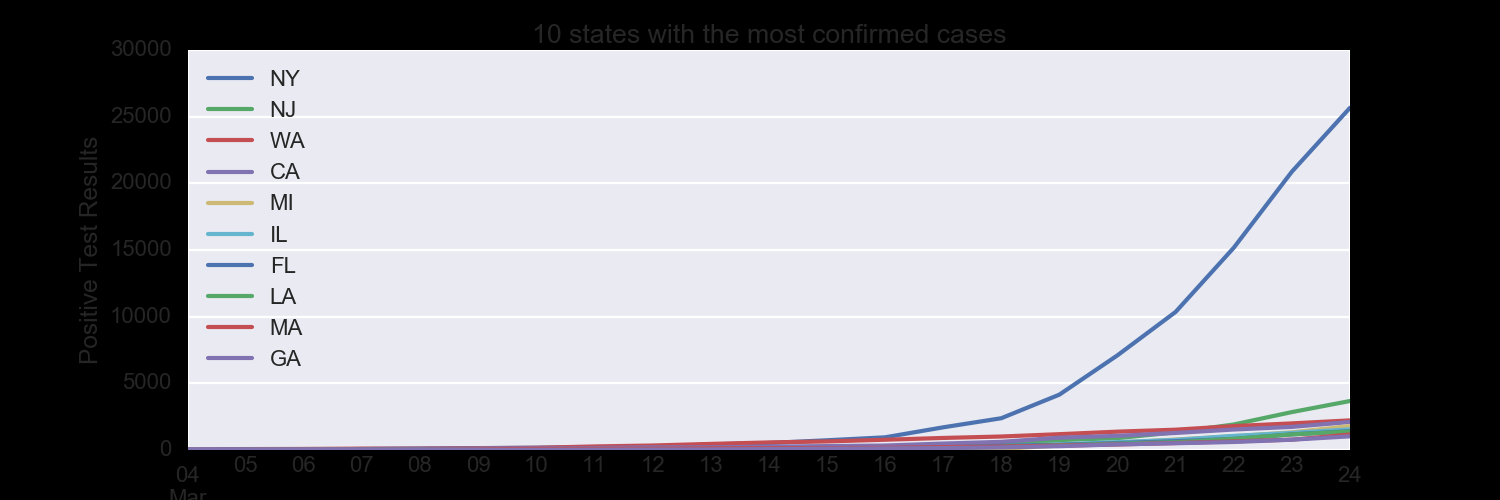 10 states with the most confirmed cases
30000
25000
20000
15000
10000
5000
0
Positive Test Results
NY
NJ
WA
CA
MI
IL
FL
LA
MA
GA
04 05 06 07 08 09 10 11 12 13 14 15 16 17 18 19 20 21 22 23 24
Mar